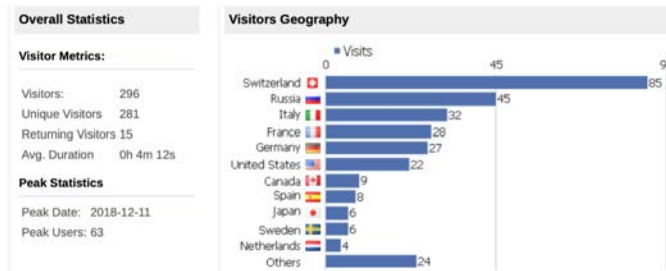 Overall Statistics
Visitor Metrics:
Visitors: 296
Unique Visitors 281
Returning Visitors 15
Avg. Duration 0h 4m 12s
Peak Statistics
Peak Date: 2018-12-11
Peak Users: 63
Visitors Geography
Visits
0 45 9
Switzerland 85
Russia 45
Italy 32
France 28
Germany 27
United States 22
Canada 9
Spain 8
Japan 6
Sweden 6
Netherlands 4
Others 24